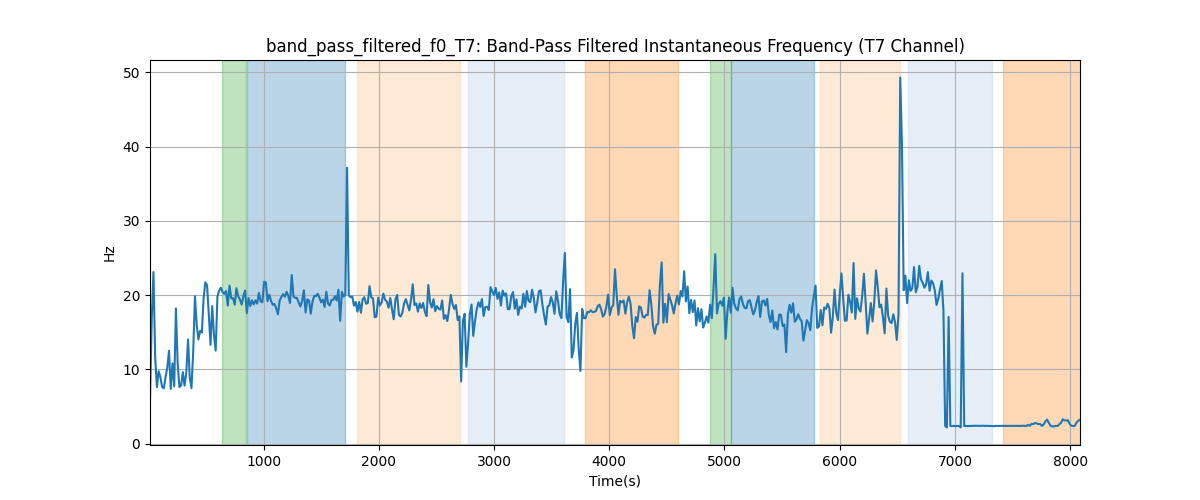 band_pass_filtered_f0_T7: Band-Pass Filtered Instantaneous Frequency (T7 Channel)
50
40
30
20
10
0
Hz
1000 2000 3000 4000 5000 6000 7000 8000
Time(s)